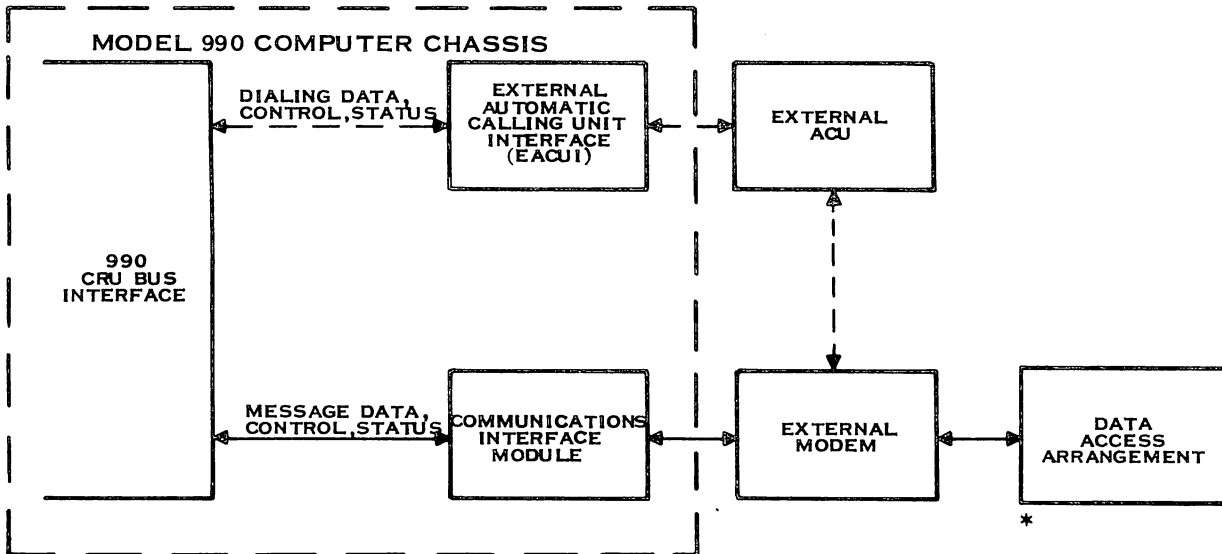 MODEL 990 COMPUTER CHASSIS
DIALING DATA,
CONTROL,STATUS
EXTERNAL
AUTOMATIC
CALLING UNIT
INTERFACE
(EACUI)
EXTERNAL
ACU
990
CRU BUS
INTERFACE
MESSAGE DATA,
CONTROL,STATUS
COMMUNICATIONS
INTERFACE
MODULE
EXTERNAL
MODEM
DATA
ACCESS
ARRANGEMENT
*